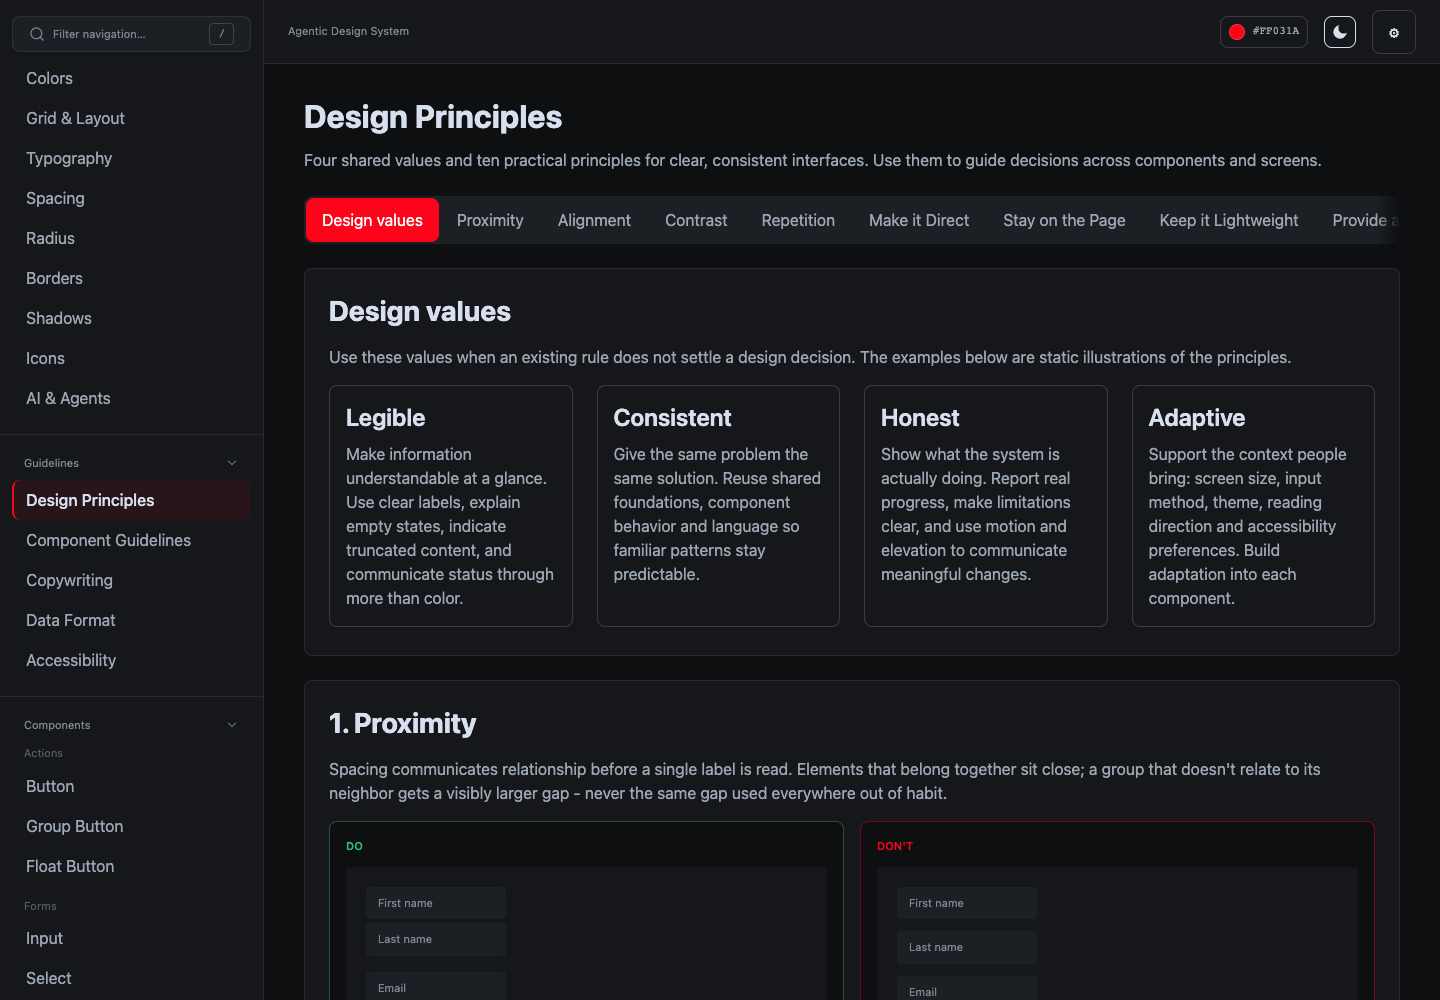 Filter navigation...
/
Colors
Grid & Layout
Typography
Spacing
Radius
Borders
Shadows
Icons
AI & Agents
Guidelines
Design Principles
Component Guidelines
Copywriting
Data Format
Accessibility
Components
Actions
Button
Group Button
Float Button
Forms
Input
Select
Agentic Design System
#FF031A
Design Principles
Four shared values and ten practical principles for clear, consistent interfaces. Use them to guide decisions across components and screens.
Design values
Proximity
Alignment
Contrast
Repetition
Make it Direct
Stay on the Page
Keep it Lightweight
Provide a
Design values
Use these values when an existing rule does not settle a design decision. The examples below are static illustrations of the principles.
Legible
Make information
understandable at a glance.
Use clear labels, explain
empty states, indicate
truncated content, and
communicate status through
more than color.
Consistent
Give the same problem the
same solution. Reuse shared
foundations, component
behavior and language so
familiar patterns stay
predictable.
Honest
Show what the system is
actually doing. Report real
progress, make limitations
clear, and use motion and
elevation to communicate
meaningful changes.
Adaptive
Support the context people
bring: screen size, input
method, theme, reading
direction and accessibility
preferences. Build
adaptation into each
component.
1. Proximity
Spacing communicates relationship before a single label is read. Elements that belong together sit close; a group that doesn't relate to its
neighbor gets a visibly larger gap - never the same gap used everywhere out of habit.
DO
First name
Last name
Email
DON'T
First name
Last name
Email